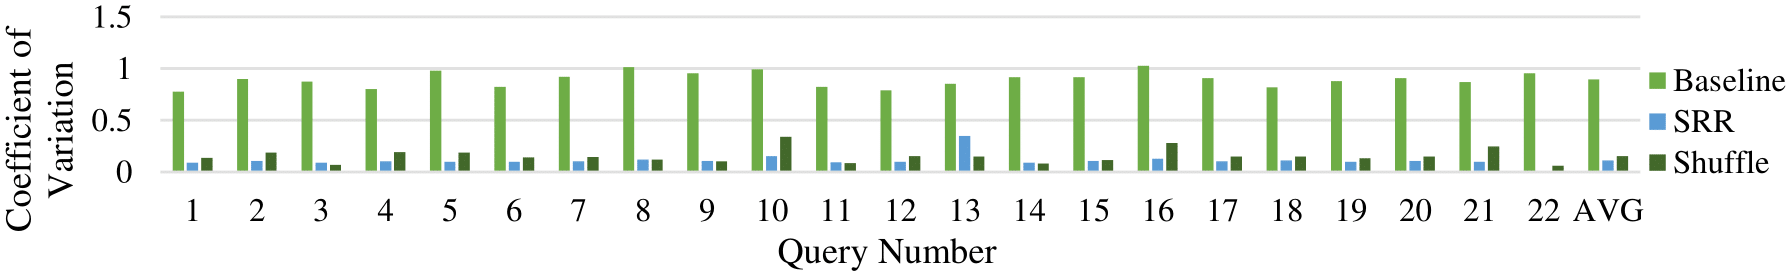 Coefficient of
Variation
1.5
1
0.5
0
1 2 3 4 5 6 7 8 9 10 11 12 13 14 15 16 17 18 19 20 21 22 AVG
Query Number
Baseline
SRR
Shuffle